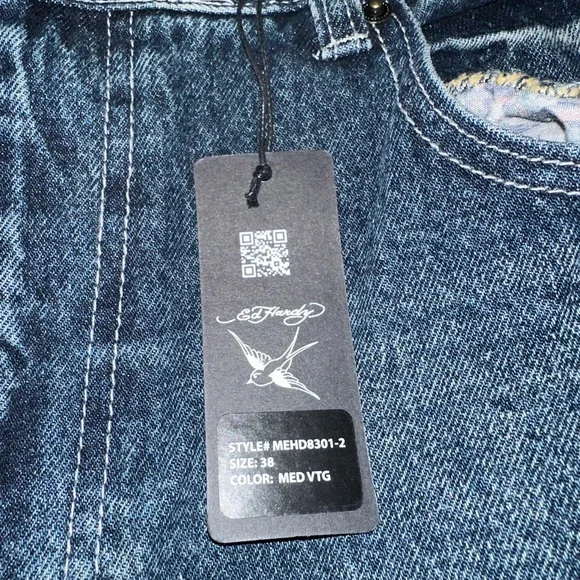 Ed Hardy
STYLE# MEHD8301-2
SIZE: 38
COLOR: MED VTG